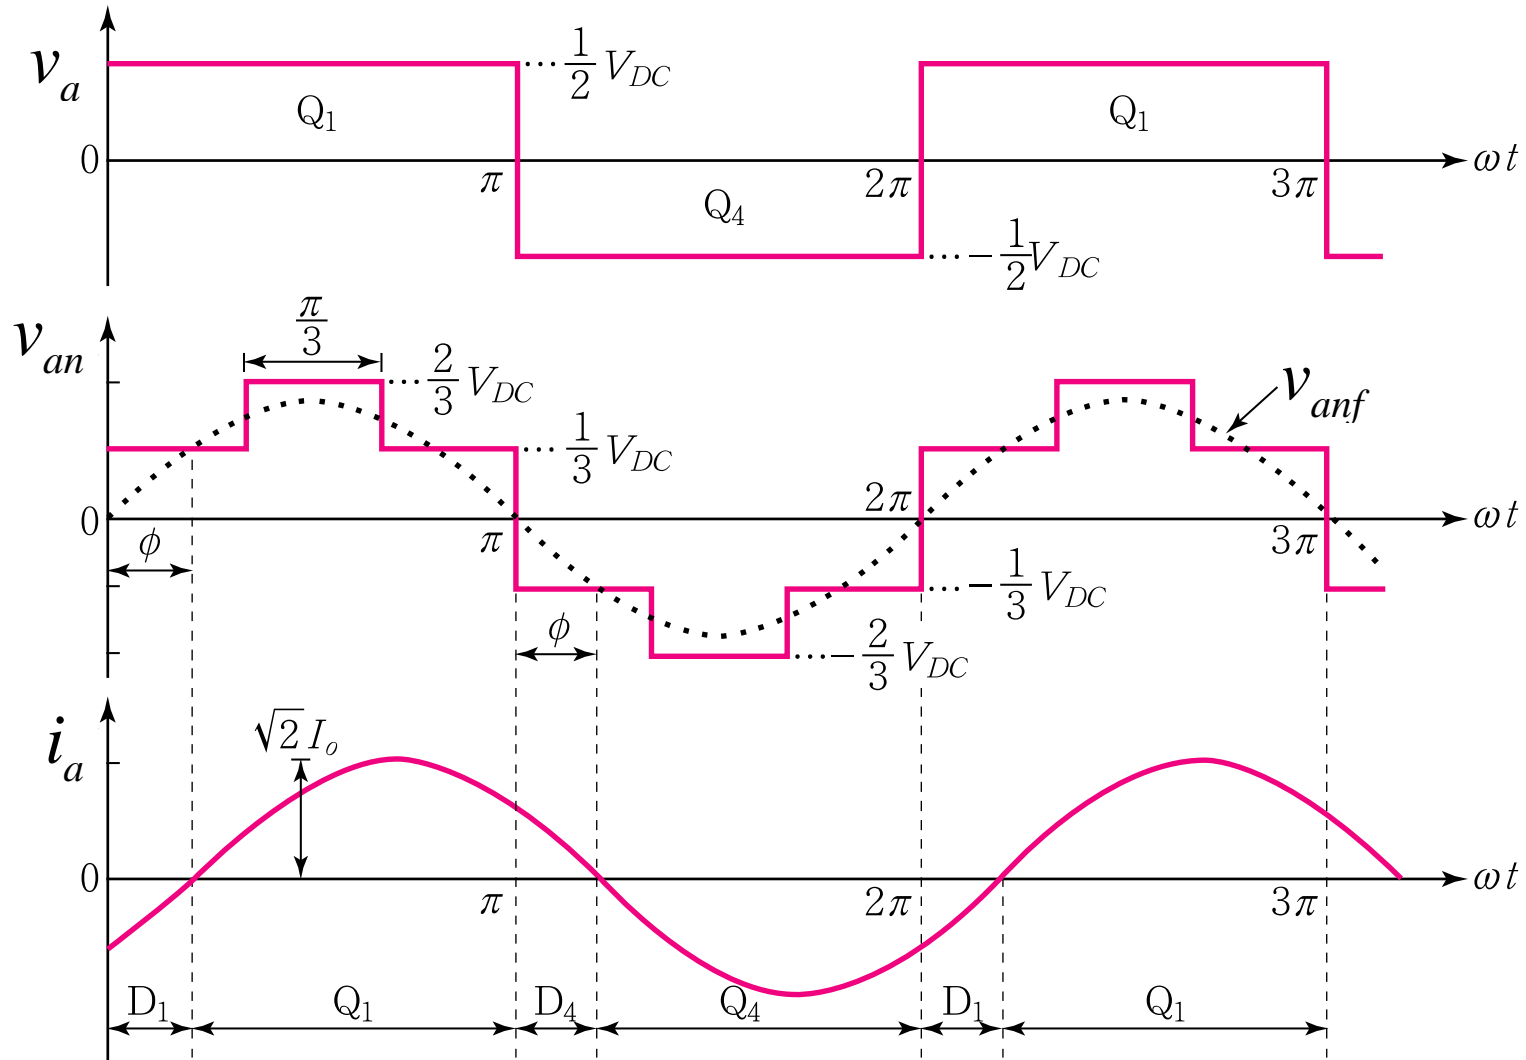 v_a
1/2 V_DC
Q₁
Q₁
0
π
2π
3π
ωt
Q₄
-1/2 V_DC
v_an
π/3
2/3 V_DC
1/3 V_DC
v_anf
2π
0
π
3π
ωt
ϕ
ϕ
-1/3 V_DC
-2/3 V_DC
i_a
√2 I_o
0
π
2π
3π
ωt
D₁ Q₁ D₄ Q₄ D₁ Q₁